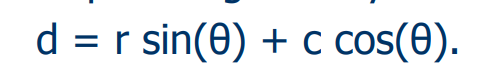 d = r sin(θ) + c cos(θ).